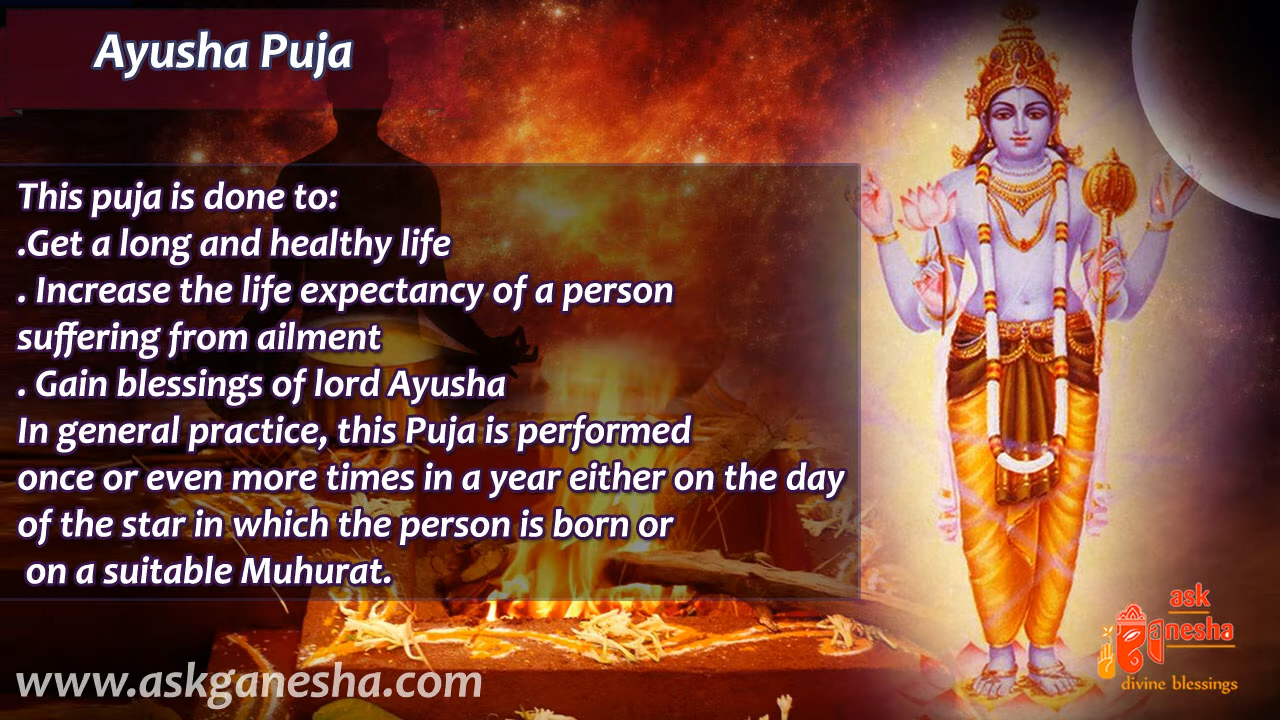 Ayusha Puja
This puja is done to:
.Get a long and healthy life
. Increase the life expectancy of a person
suffering from ailment
. Gain blessings of lord Ayusha
In general practice, this Puja is performed
once or even more times in a year either on the day
of the star in which the person is born or
on a suitable Muhurat.
www.askganesha.com
ask
Ganesha
divine blessings